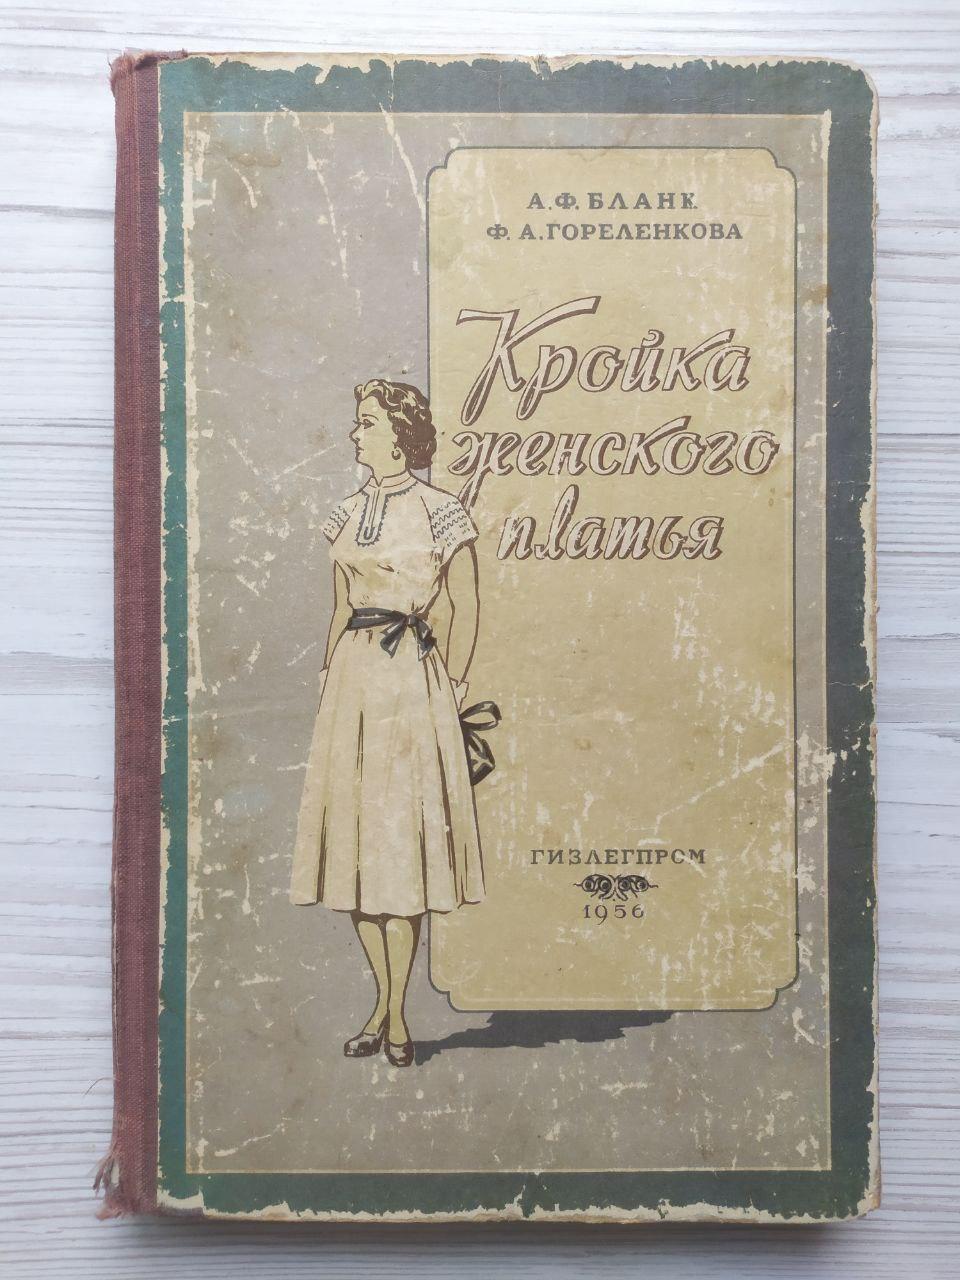 А. Ф. БЛАНК
Ф. А. ГОРЕЛЕНКОВА
Кройка
женского
платья
ГИЗЛЕГПРОМ
1956